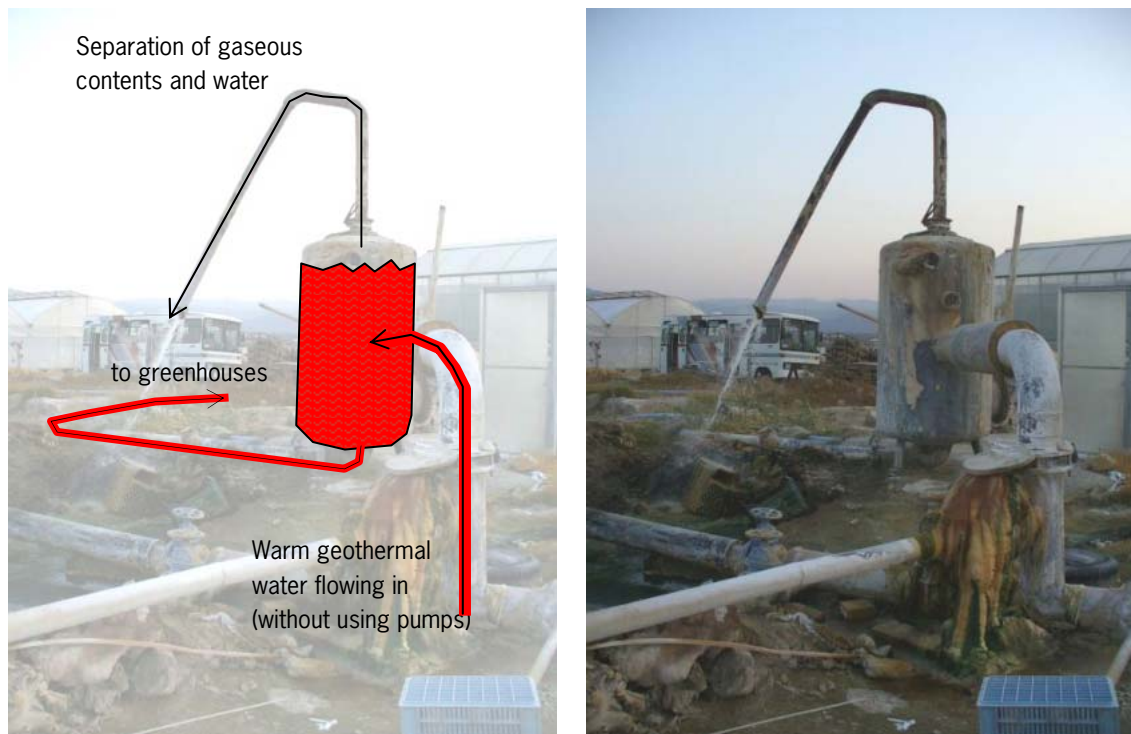 Separation of gaseous
contents and water
to greenhouses
Warm geothermal
water flowing in
(without using pumps)